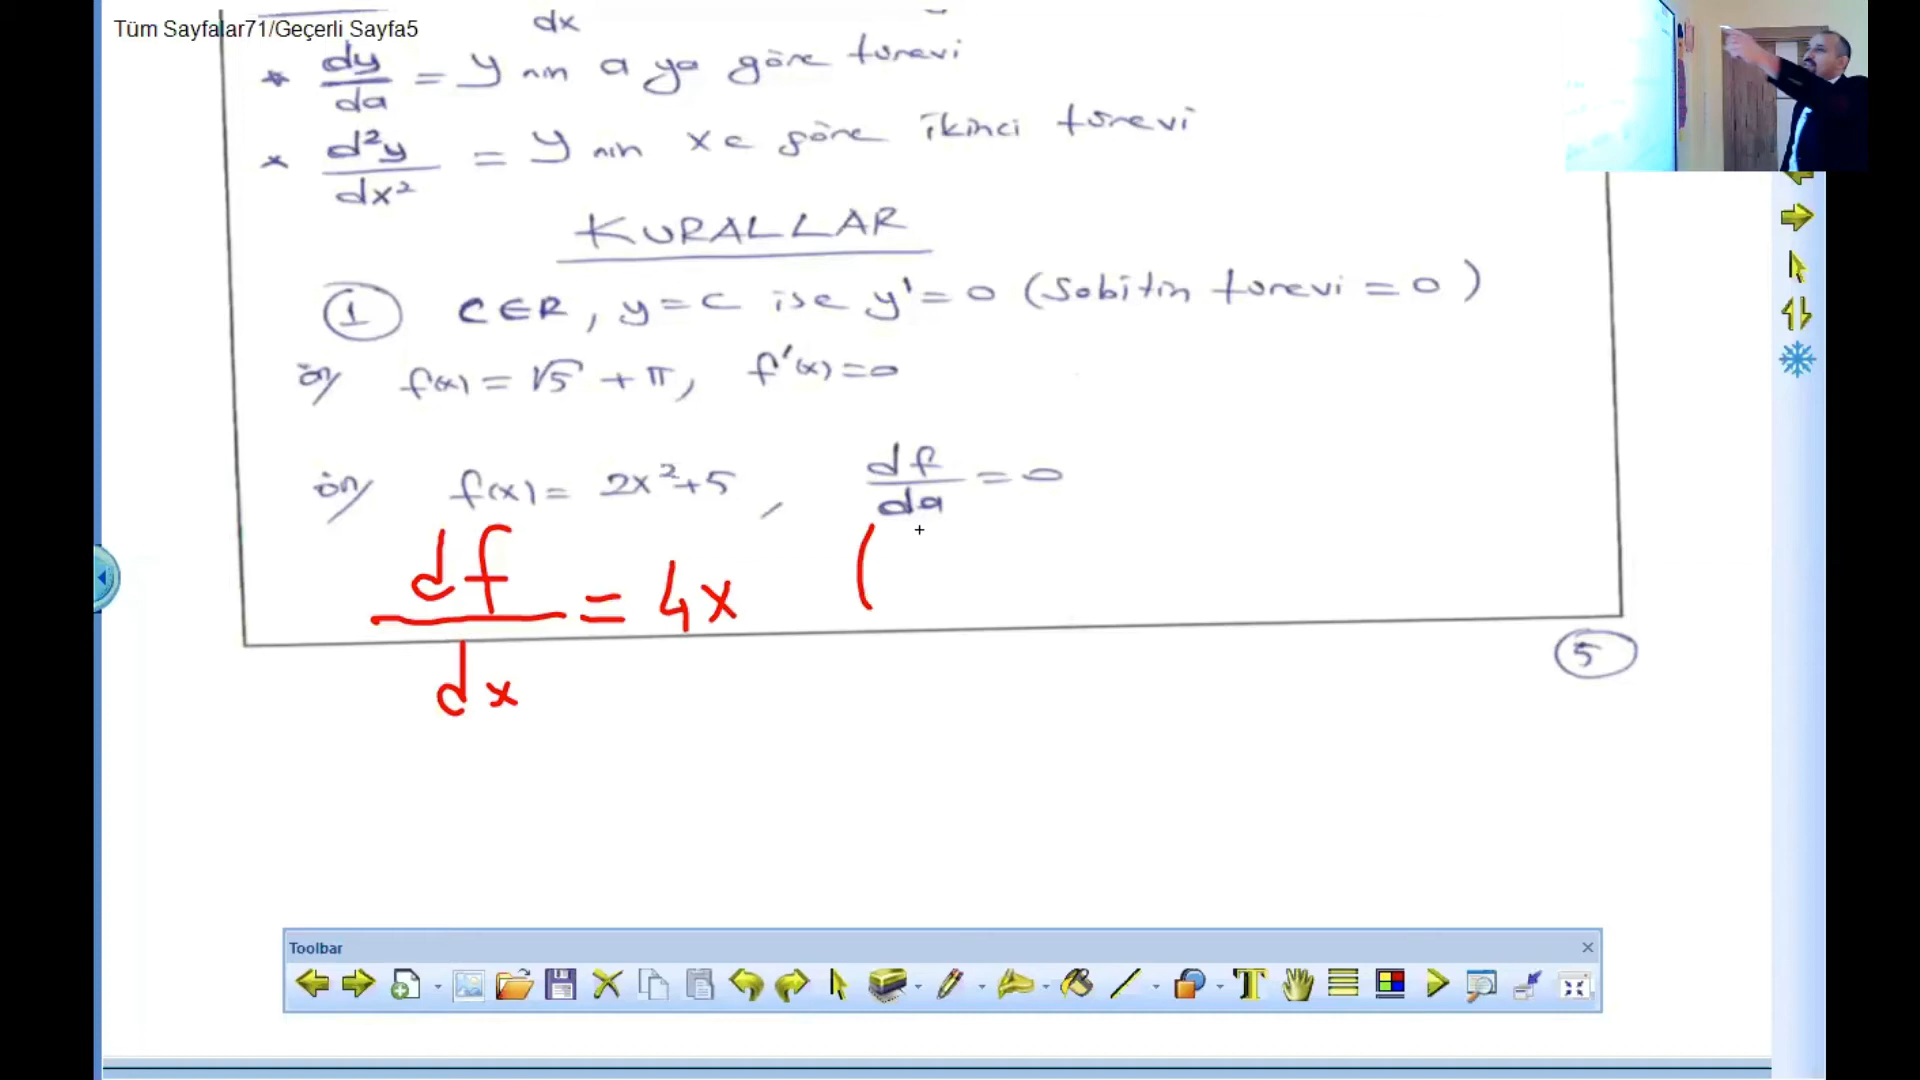 Tüm Sayfalar71/Geçerli Sayfa5
dx
* dy/da = y nin a ya göre türevi
* d²y/dx² = y nin x e göre ikinci türevi
KURALLAR
① C∈R, y=c ise y'=0 (Sabitin türevi = 0)
ör/ f(x) = √5 + π, f'(x)=0
ör/ f(x) = 2x²+5, df/da = 0
df/dx = 4x (
5
Toolbar